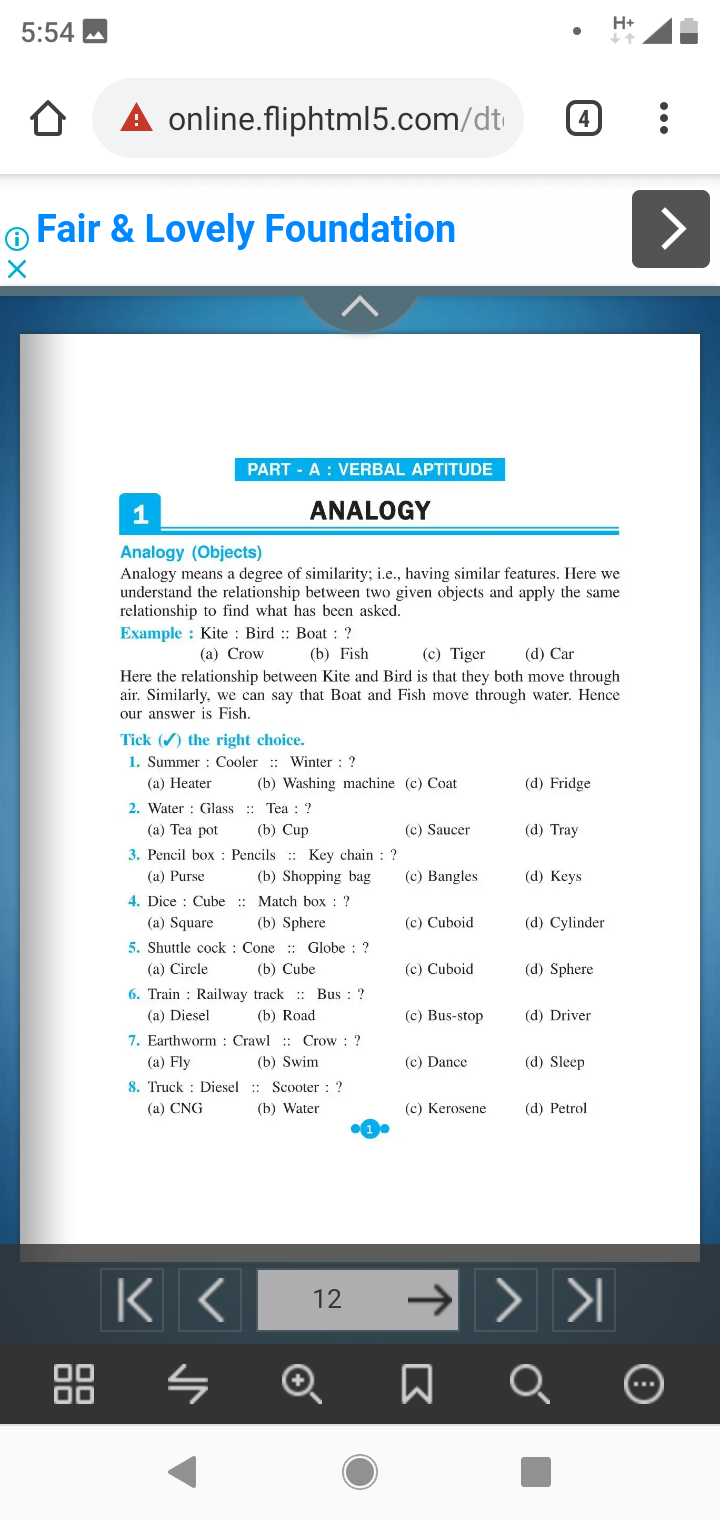 5:54
H+
online.fliphtml5.com/dt
4
Fair & Lovely Foundation
PART - A : VERBAL APTITUDE
1
ANALOGY
Analogy (Objects)
Analogy means a degree of similarity; i.e., having similar features. Here we
understand the relationship between two given objects and apply the same
relationship to find what has been asked.
Example : Kite : Bird :: Boat : ?
(a) Crow (b) Fish (c) Tiger (d) Car
Here the relationship between Kite and Bird is that they both move through
air. Similarly, we can say that Boat and Fish move through water. Hence
our answer is Fish.
Tick (✓) the right choice.
1. Summer : Cooler :: Winter : ?
(a) Heater (b) Washing machine (c) Coat (d) Fridge
2. Water : Glass :: Tea : ?
(a) Tea pot (b) Cup (c) Saucer (d) Tray
3. Pencil box : Pencils :: Key chain : ?
(a) Purse (b) Shopping bag (c) Bangles (d) Keys
4. Dice : Cube :: Match box : ?
(a) Square (b) Sphere (c) Cuboid (d) Cylinder
5. Shuttle cock : Cone :: Globe : ?
(a) Circle (b) Cube (c) Cuboid (d) Sphere
6. Train : Railway track :: Bus : ?
(a) Diesel (b) Road (c) Bus-stop (d) Driver
7. Earthworm : Crawl :: Crow : ?
(a) Fly (b) Swim (c) Dance (d) Sleep
8. Truck : Diesel :: Scooter : ?
(a) CNG (b) Water (c) Kerosene (d) Petrol
1
12